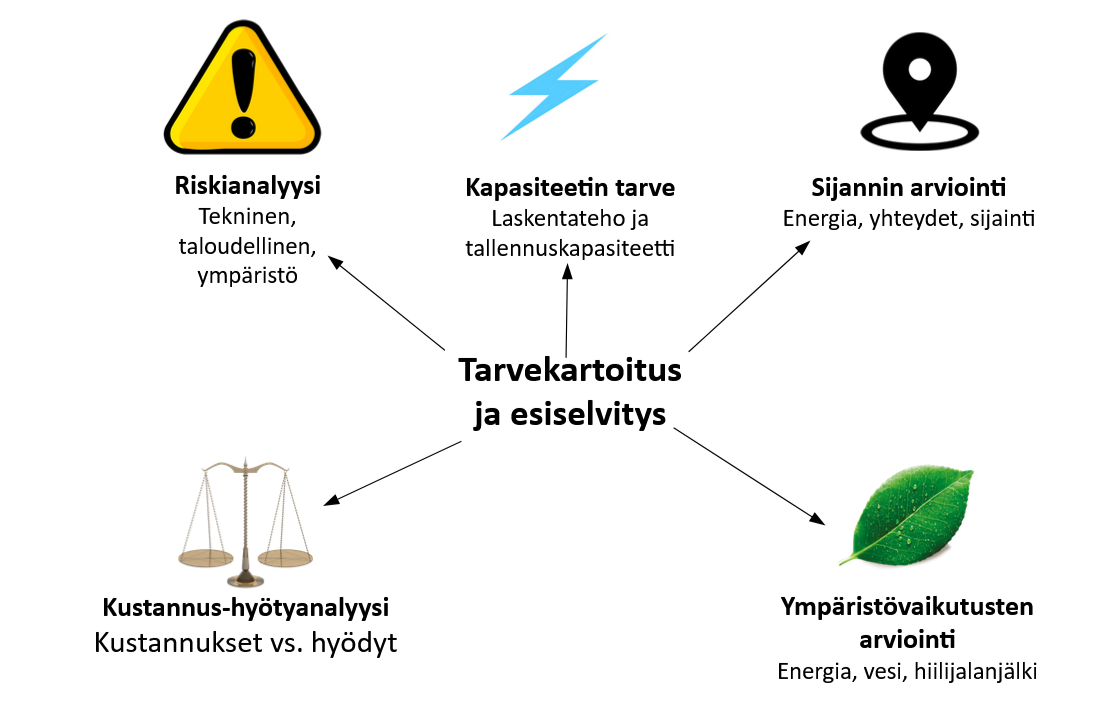 Riskianalyysi
Tekninen,
taloudellinen,
ympäristö
Kapasiteetin tarve
Laskentateho ja
tallennuskapasiteetti
Sijannin arviointi
Energia, yhteydet, sijainti
Tarvekartoitus
ja esiselvitys
Kustannus-hyötyanalyysi
Kustannukset vs. hyödyt
Ympäristövaikutusten
arviointi
Energia, vesi, hiilijalanjälki